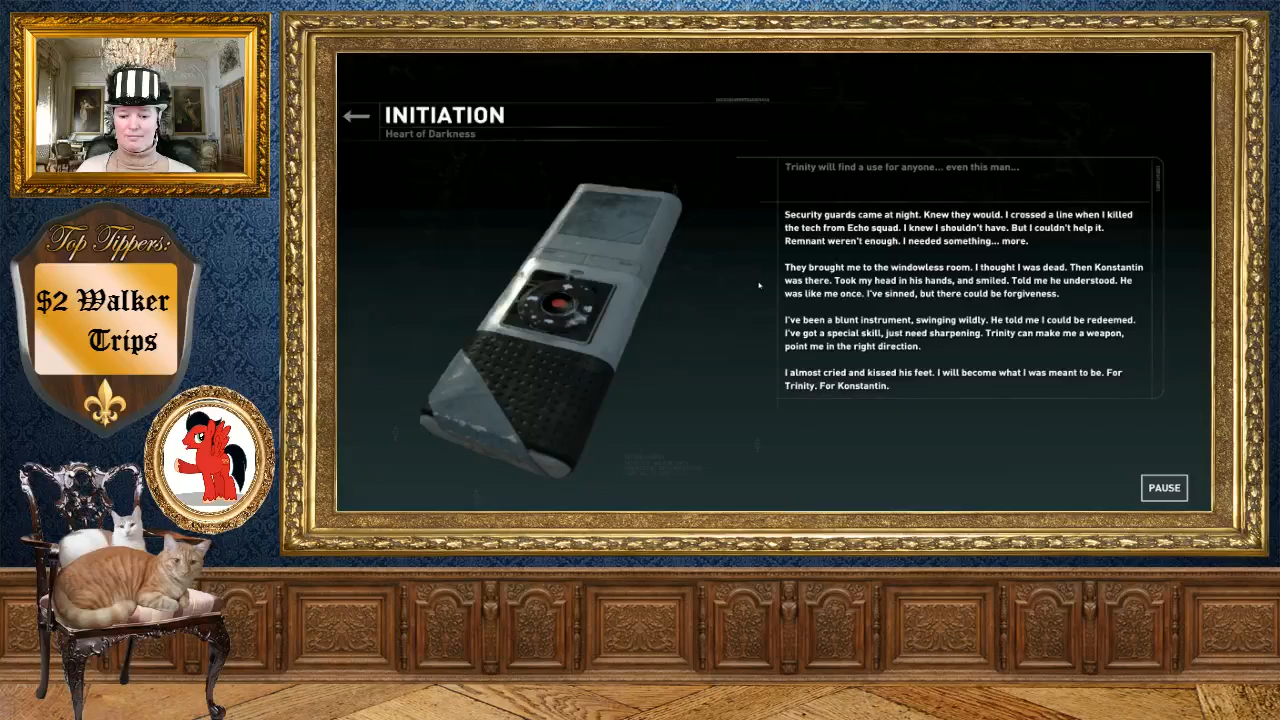 INITIATION
Heart of Darkness
Trinity will find a use for anyone... even this man...
Security guards came at night. Knew they would. I crossed a line when I killed
the tech from Echo squad. I knew I shouldn't have. But I couldn't help it.
Remnant weren't enough. I needed something... more.
They brought me to the windowless room. I thought I was dead. Then Konstantin
was there. Took my head in his hands, and smiled. Told me he understood. He
was like me once. I've sinned, but there could be forgiveness.
I've been a blunt instrument, swinging wildly. He told me I could be redeemed.
I've got a special skill, just need sharpening. Trinity can make me a weapon,
point me in the right direction.
I almost cried and kissed his feet. I will become what I was meant to be. For
Trinity. For Konstantin.
PAUSE
Top Tippers:
$2 Walker
Trips